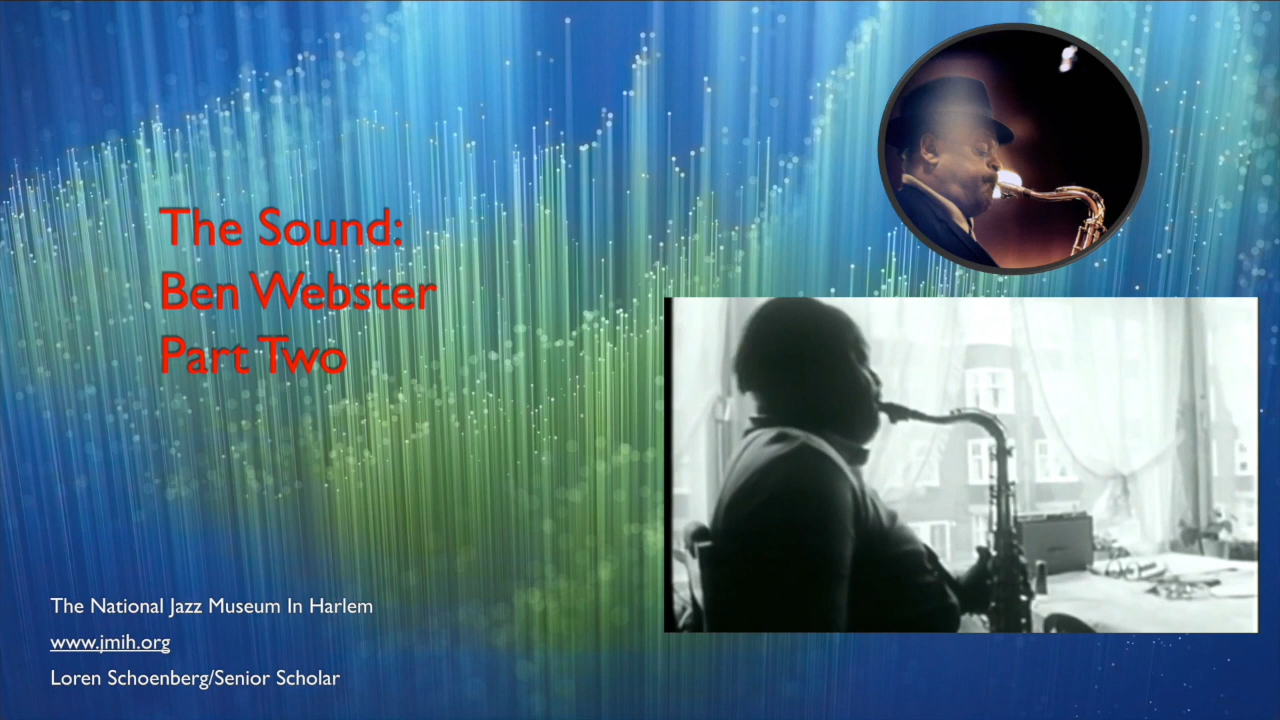 The Sound:
Ben Webster
Part Two
The National Jazz Museum In Harlem
www.jmih.org
Loren Schoenberg/Senior Scholar